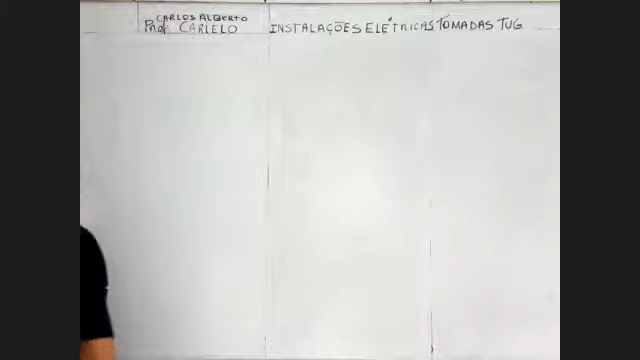 CARLOS ALBERTO
Prof. CARLELO INSTALAÇÕES ELÉTRICAS TOMADAS TUG